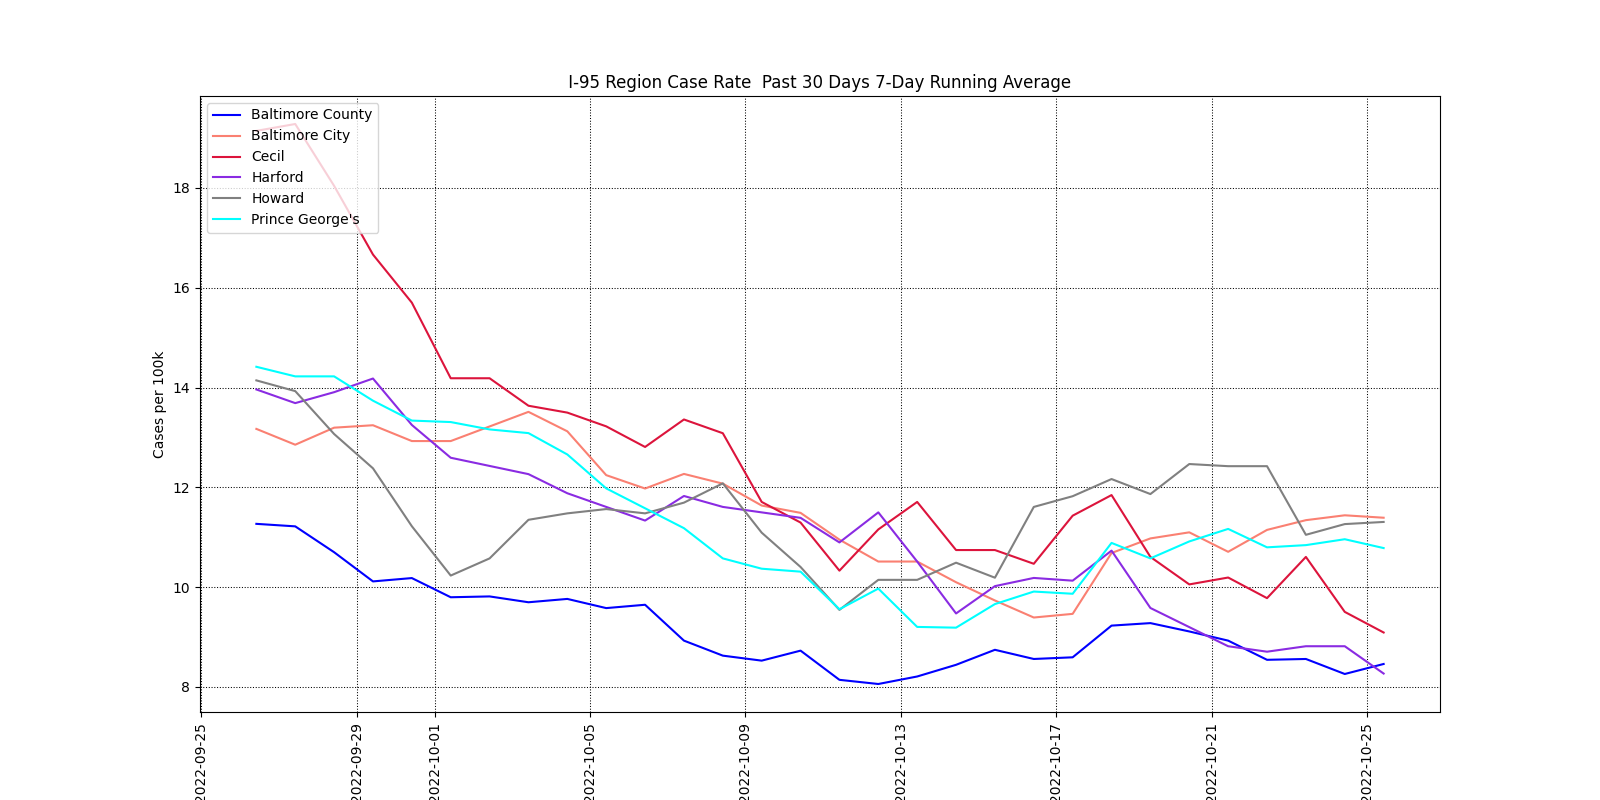 I-95 Region Case Rate  Past 30 Days 7-Day Running Average
Baltimore County
Baltimore City
Cecil
Harford
Howard
Prince George's
Cases per 100k
18
16
14
12
10
8
2022-09-25
2022-09-29
2022-10-01
2022-10-05
2022-10-09
2022-10-13
2022-10-17
2022-10-21
2022-10-25